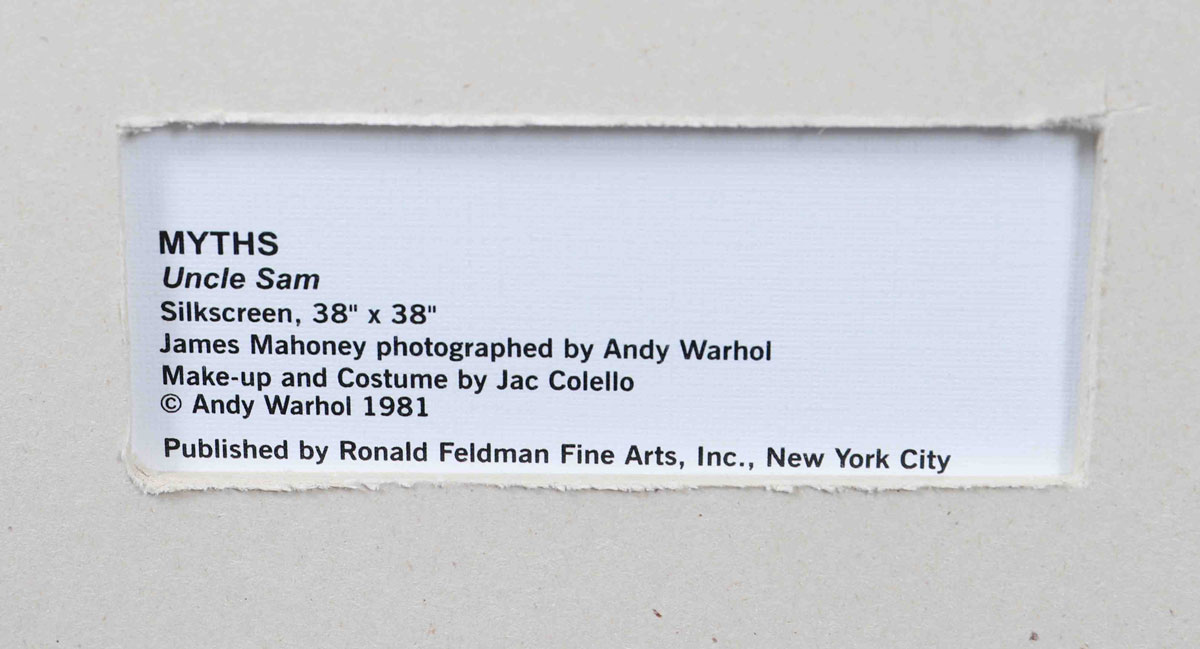 MYTHS
Uncle Sam
Silkscreen, 38" x 38"
James Mahoney photographed by Andy Warhol
Make-up and Costume by Jac Colello
© Andy Warhol 1981
Published by Ronald Feldman Fine Arts, Inc., New York City